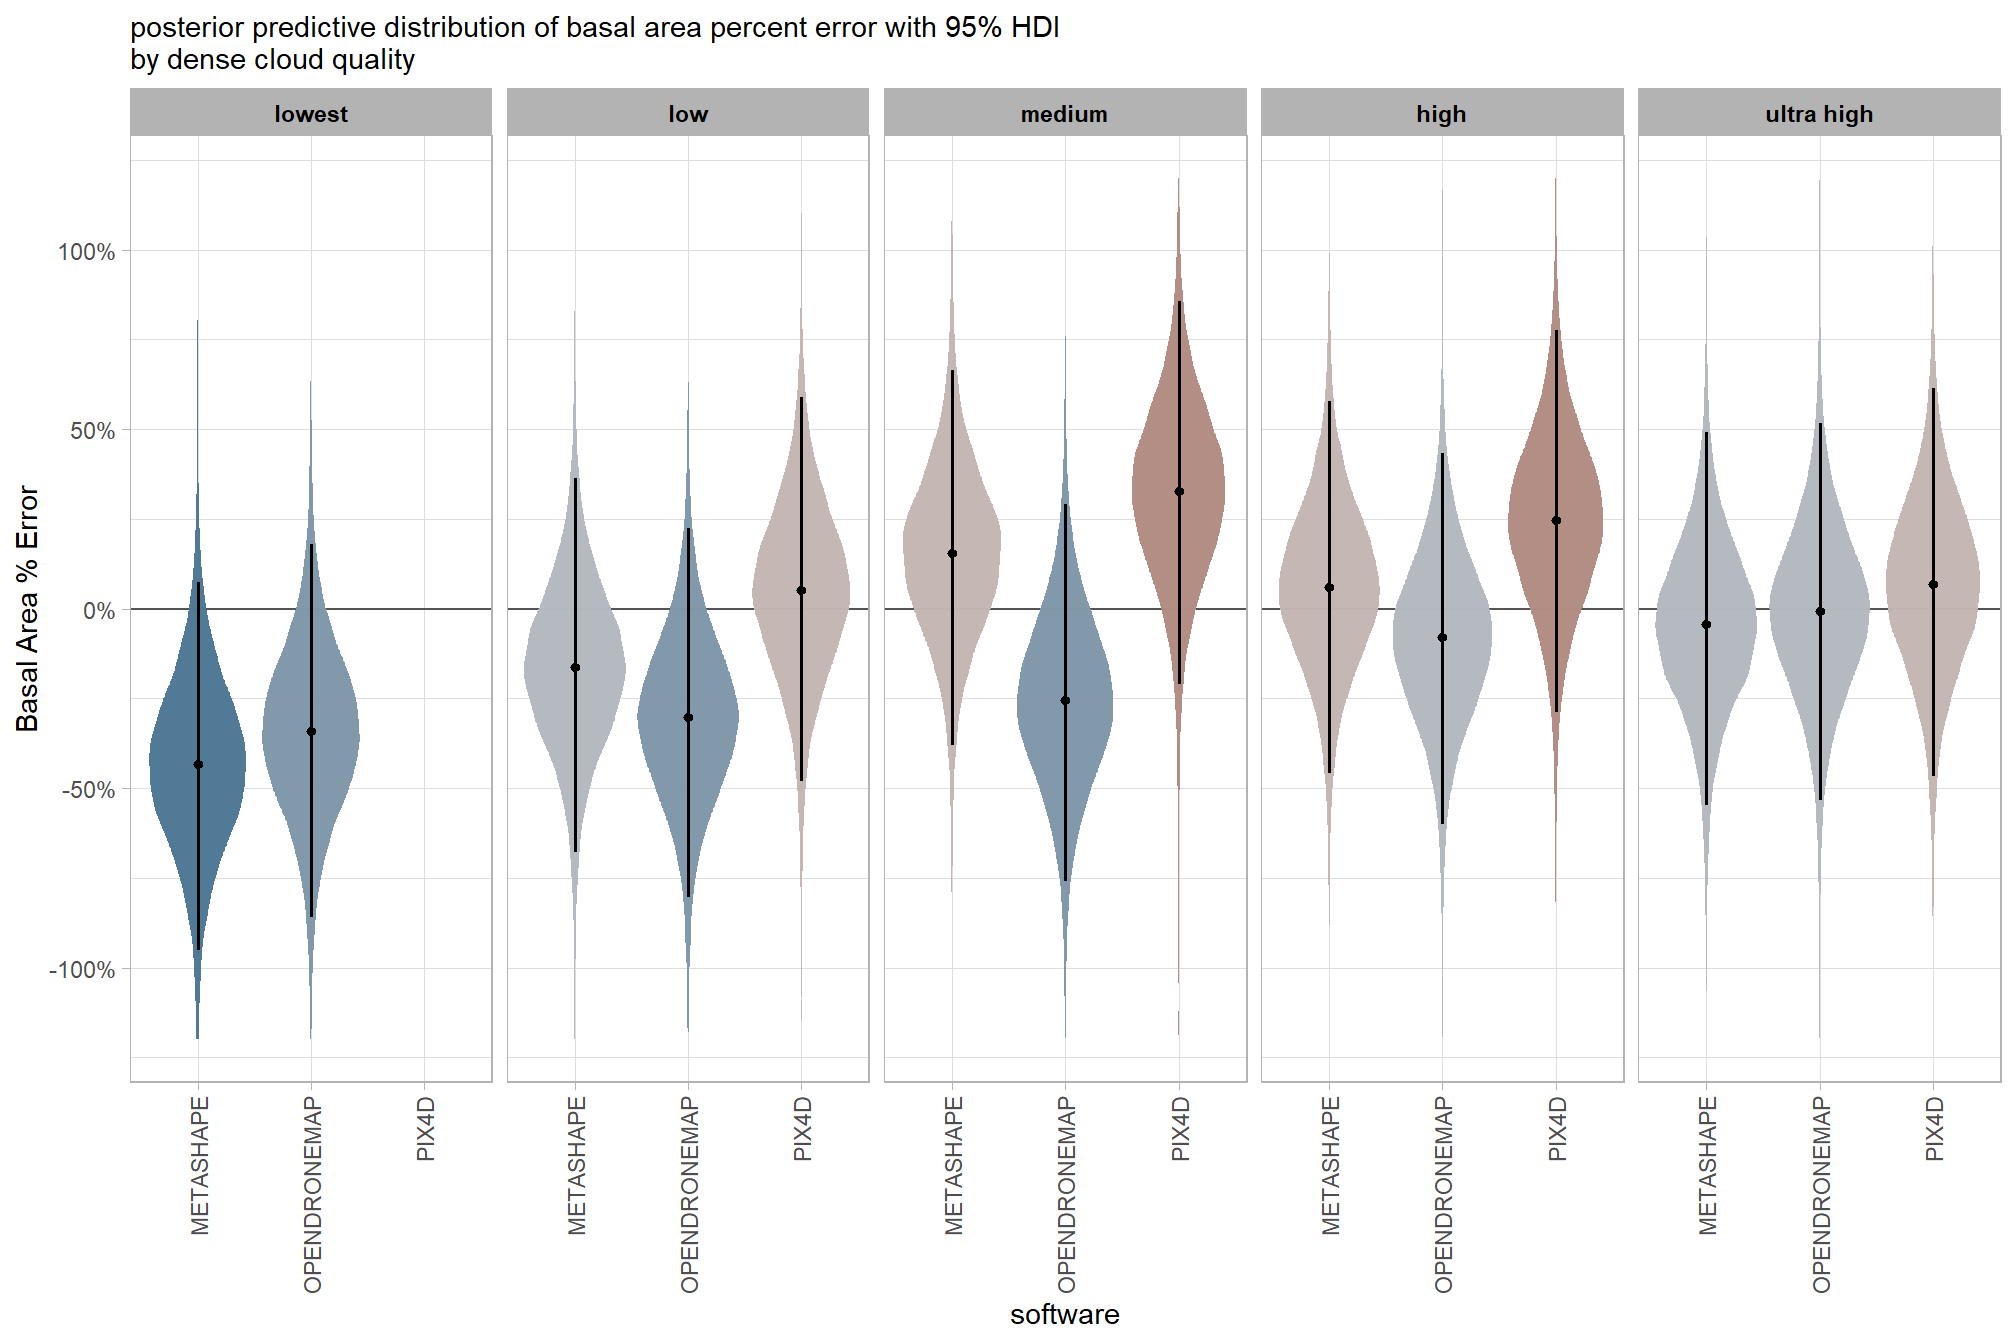 posterior predictive distribution of basal area percent error with 95% HDI
by dense cloud quality
lowest
low
medium
high
ultra high
Basal Area % Error
100%
50%
0%
-50%
-100%
METASHAPE
OPENDRONEMAP
PIX4D
METASHAPE
OPENDRONEMAP
PIX4D
METASHAPE
OPENDRONEMAP
PIX4D
METASHAPE
OPENDRONEMAP
PIX4D
METASHAPE
OPENDRONEMAP
PIX4D
software